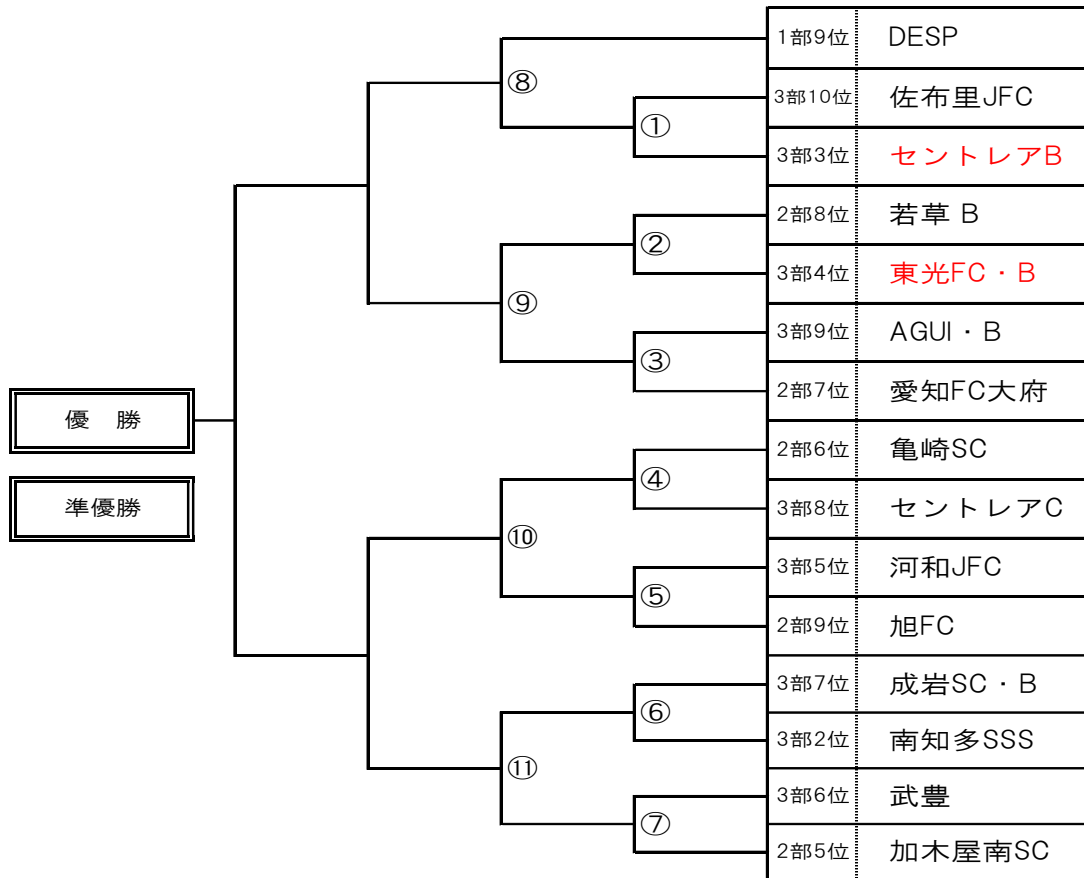 1部9位 DESP
⑧
3部10位 佐布里JFC
①
3部3位 セントレアB
2部8位 若草 B
②
3部4位 東光FC・B
⑨
3部9位 AGUI・B
③
2部7位 愛知FC大府
優　勝
2部6位 亀崎SC
④
準優勝
3部8位 セントレアC
⑩
3部5位 河和JFC
⑤
2部9位 旭FC
3部7位 成岩SC・B
⑥
3部2位 南知多SSS
⑪
3部6位 武豊
⑦
2部5位 加木屋南SC